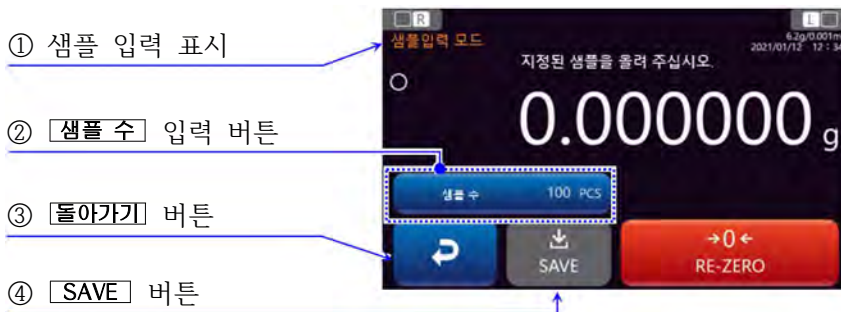 ① 샘플 입력 표시
② 샘플 수 입력 버튼
③ 돌아가기 버튼
④ SAVE 버튼
R
L
샘플입력 모드
6.2g/0.001m
2021/01/12 12:34
지정된 샘플을 올려 주십시오.
0.000000 g
샘플 수 100 PCS
SAVE
→0←
RE-ZERO